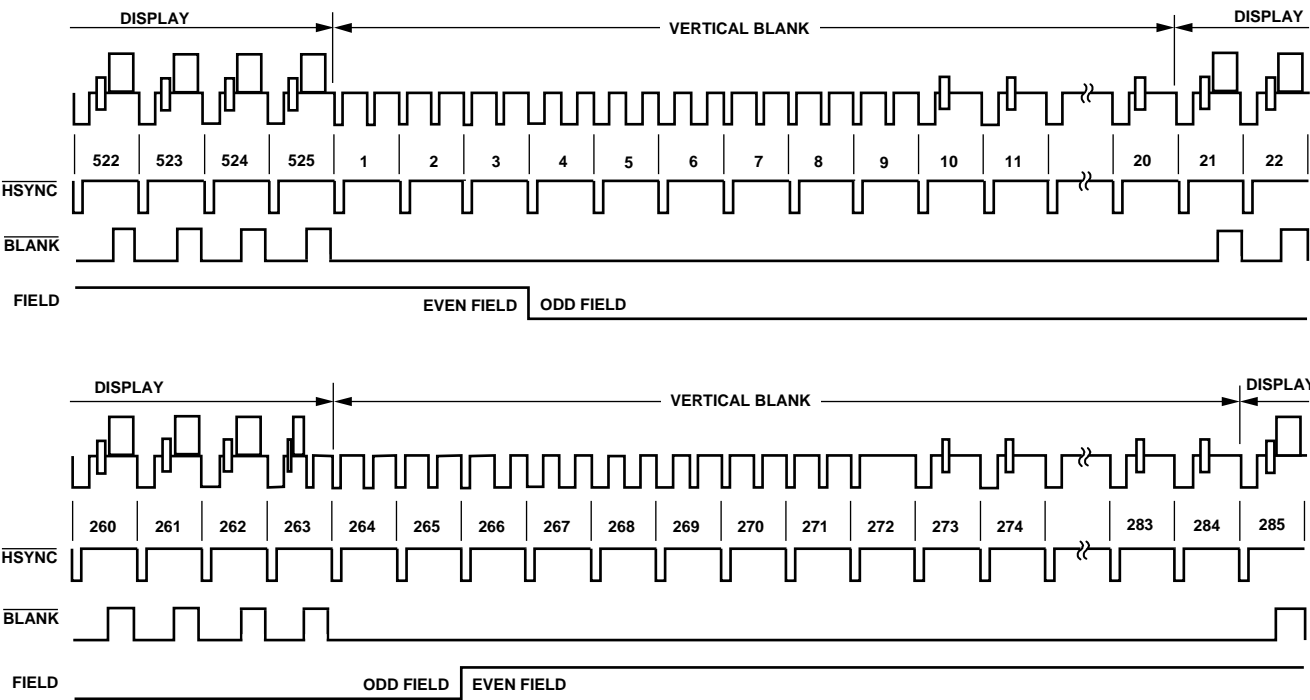 DISPLAY VERTICAL BLANK DISPLAY
522 523 524 525 1 2 3 4 5 6 7 8 9 10 11 20 21 22
HSYNC
BLANK
FIELD
EVEN FIELD ODD FIELD
DISPLAY VERTICAL BLANK DISPLAY
260 261 262 263 264 265 266 267 268 269 270 271 272 273 274 283 284 285
HSYNC
BLANK
FIELD
ODD FIELD EVEN FIELD